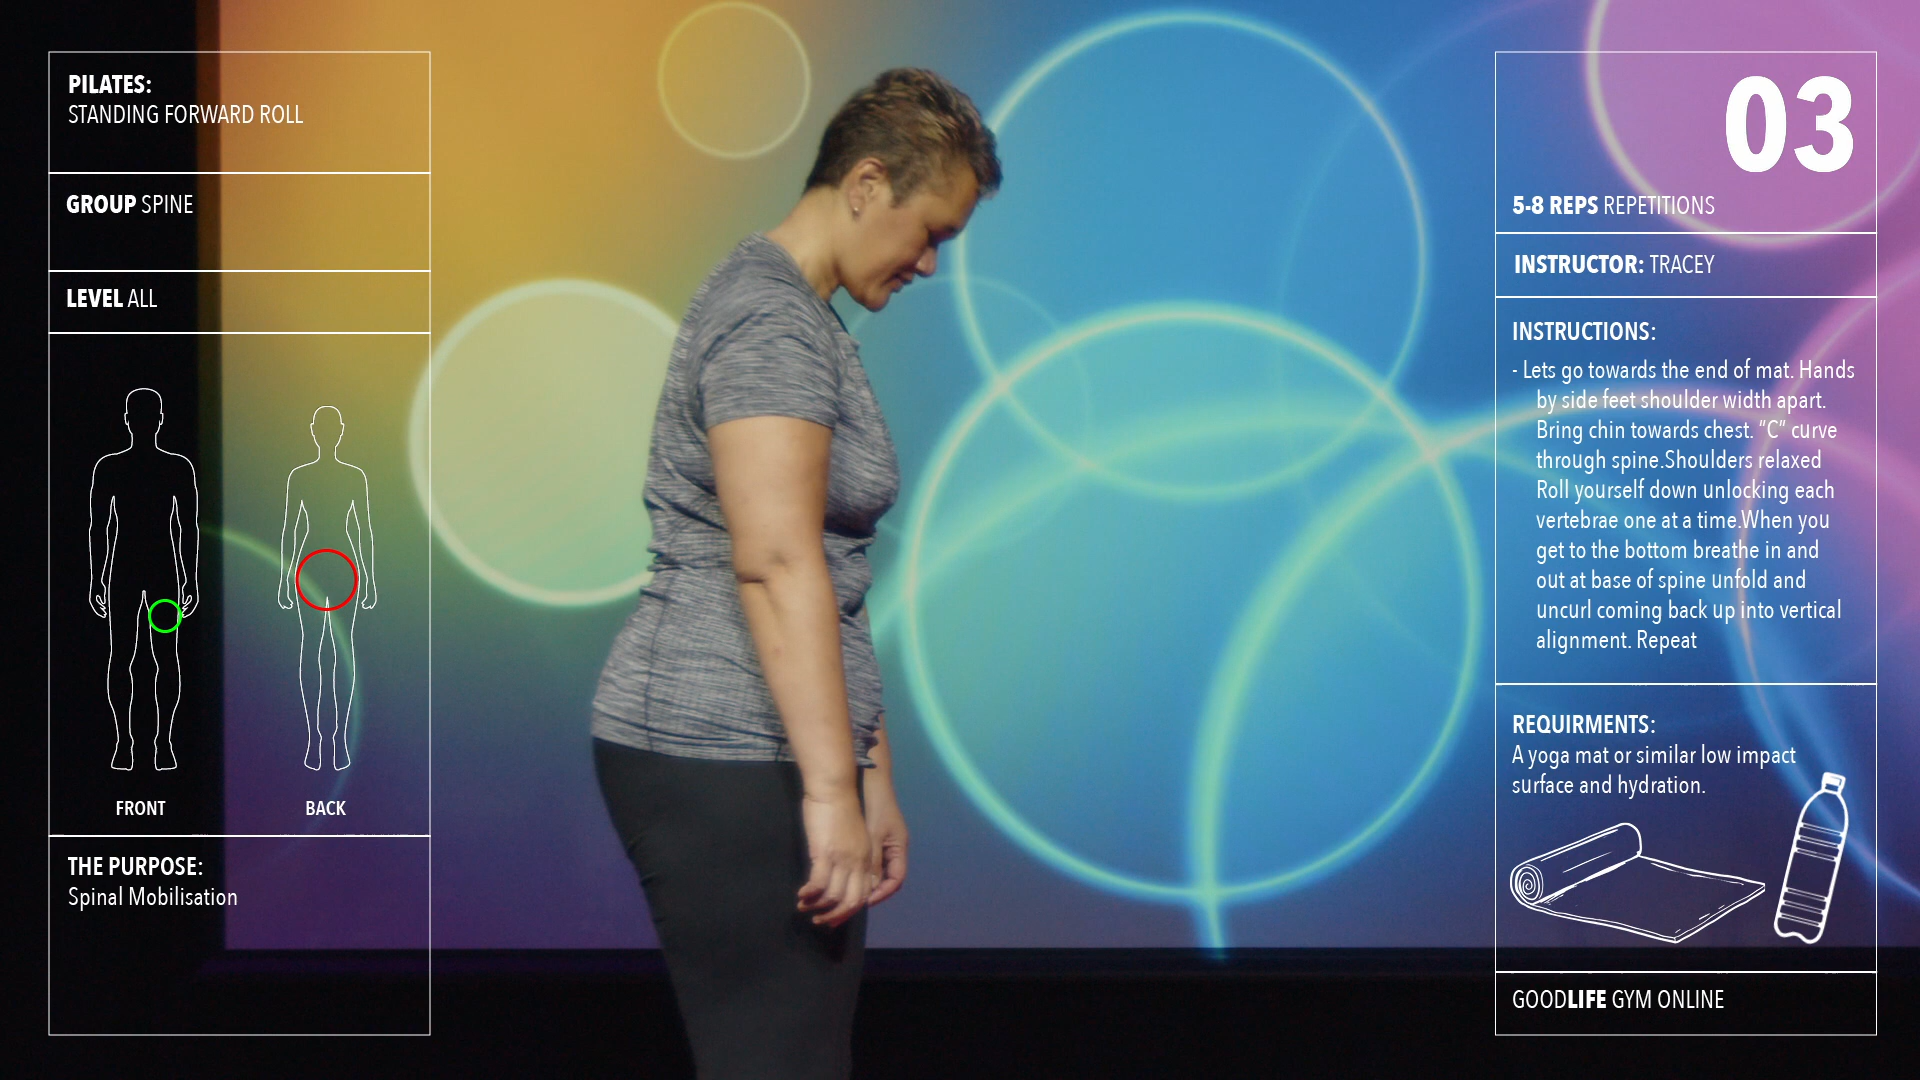 PILATES:
STANDING FORWARD ROLL
GROUP SPINE
LEVEL ALL
FRONT
BACK
THE PURPOSE:
Spinal Mobilisation
03
5-8 REPS REPETITIONS
INSTRUCTOR: TRACEY
INSTRUCTIONS:
- Lets go towards the end of mat. Hands
by side feet shoulder width apart.
Bring chin towards chest. "C" curve
through spine.Shoulders relaxed
Roll yourself down unlocking each
vertebrae one at a time.When you
get to the bottom breathe in and
out at base of spine unfold and
uncurl coming back up into vertical
alignment. Repeat
REQUIRMENTS:
A yoga mat or similar low impact
surface and hydration.
GOODLIFE GYM ONLINE